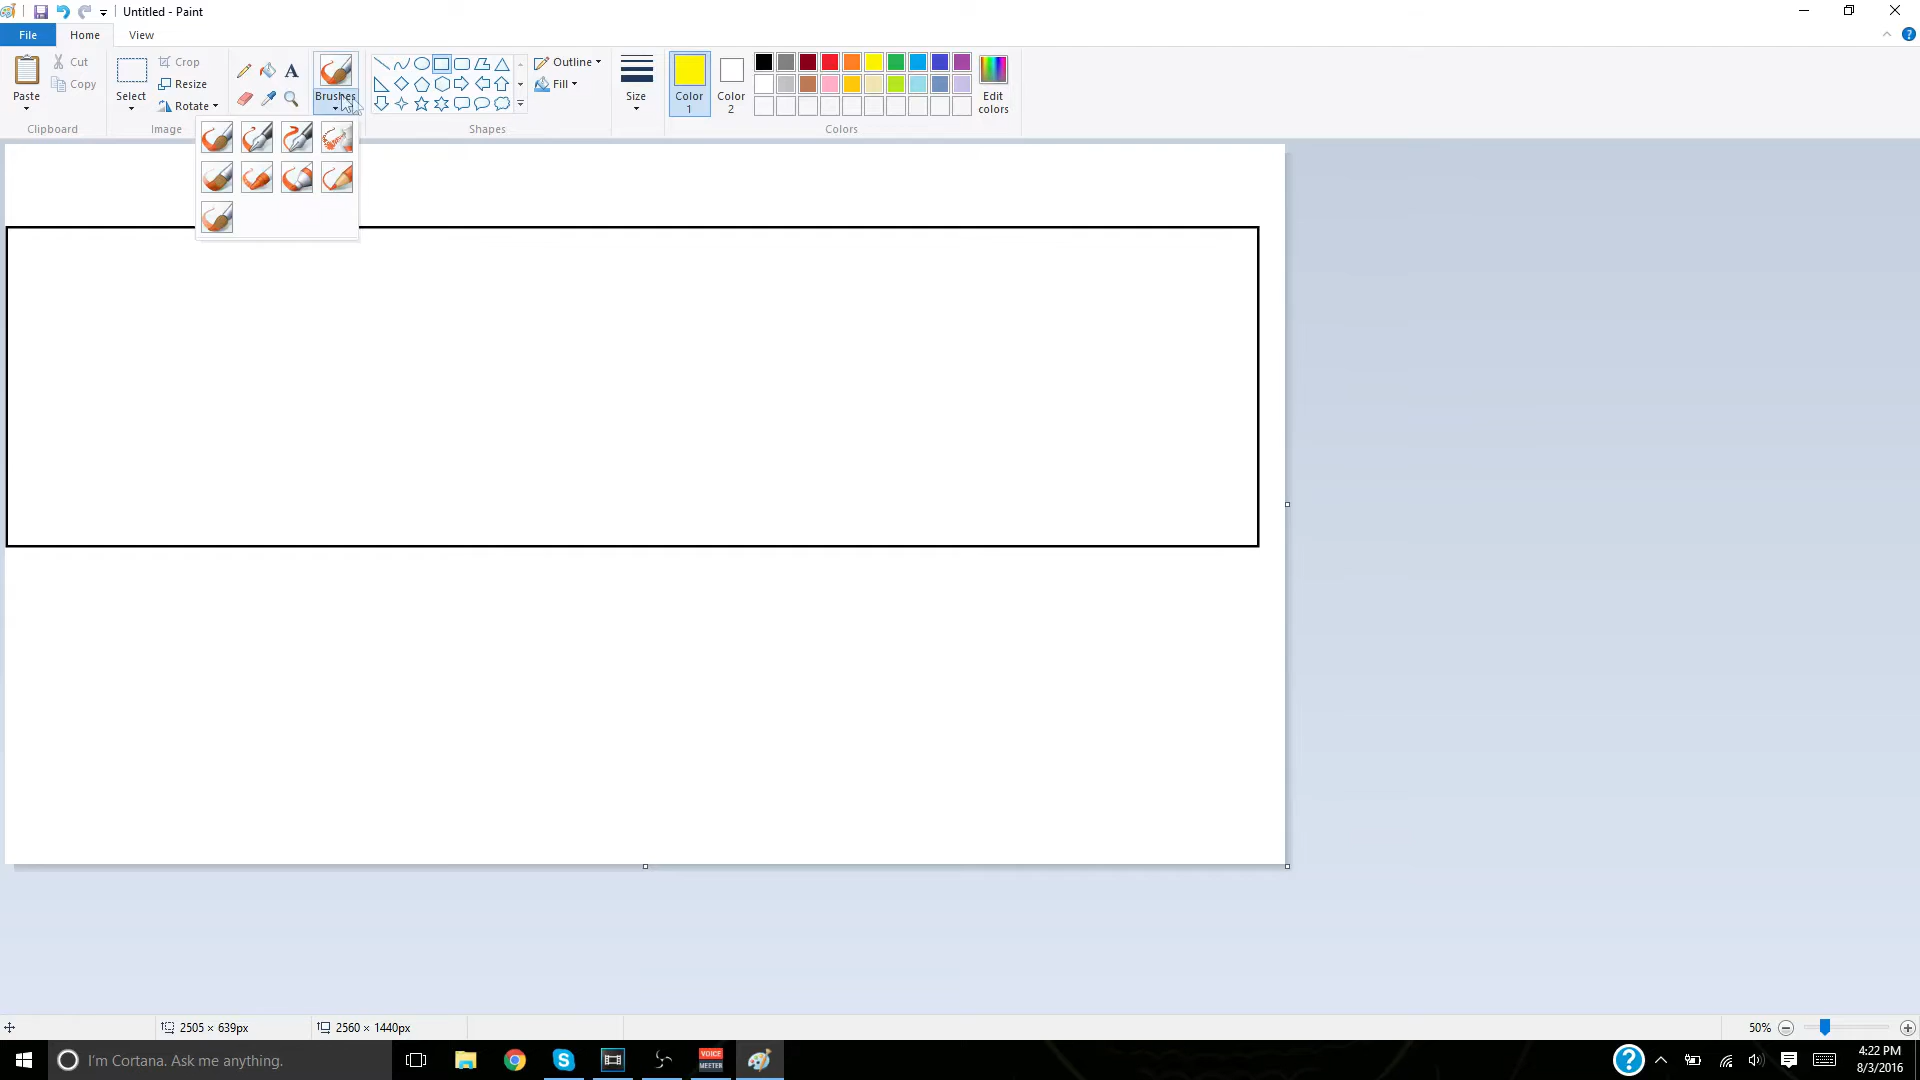 Untitled - Paint
File Home View
Paste
Cut
Copy
Clipboard
Select
Crop
Resize
Rotate
Image
A
Brushes
Outline
Fill
Shapes
Size
Color 1
Color 2
Edit colors
Colors
2505 × 639px
2560 × 1440px
50%
I'm Cortana. Ask me anything.
VOICE
MEETER
4:22 PM
8/3/2016